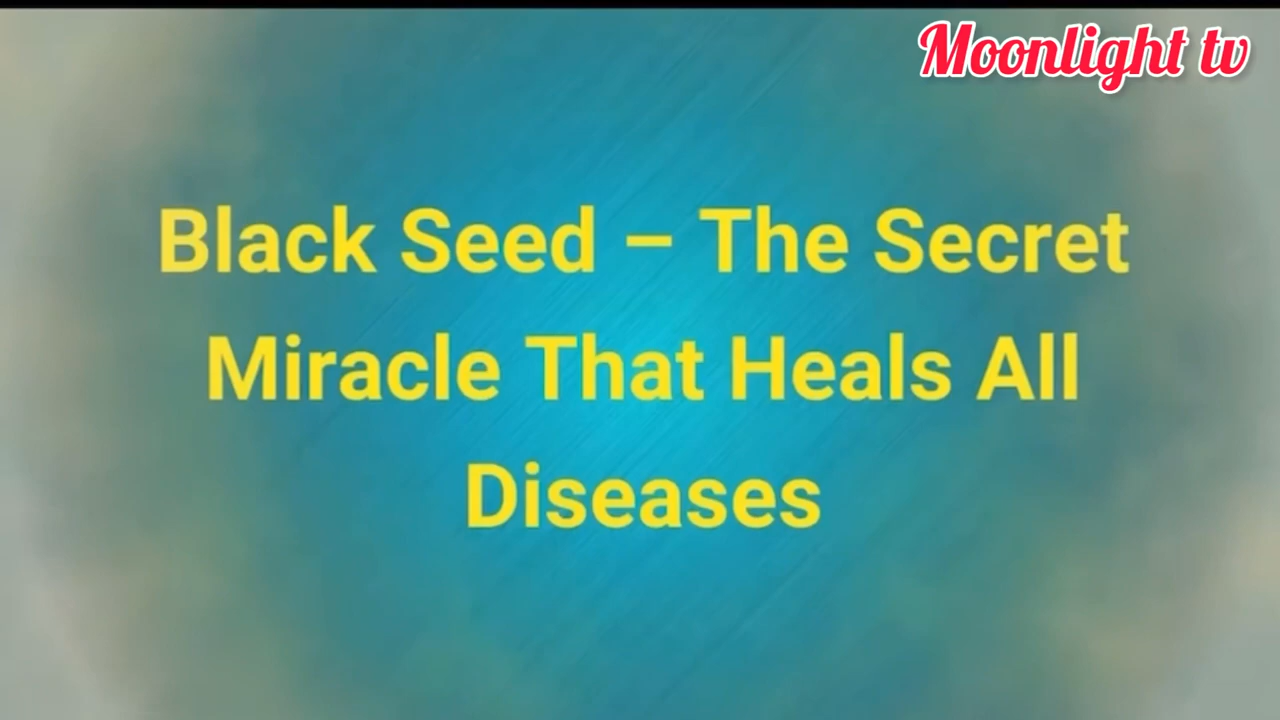 Moonlight tv
Black Seed – The Secret
Miracle That Heals All
Diseases